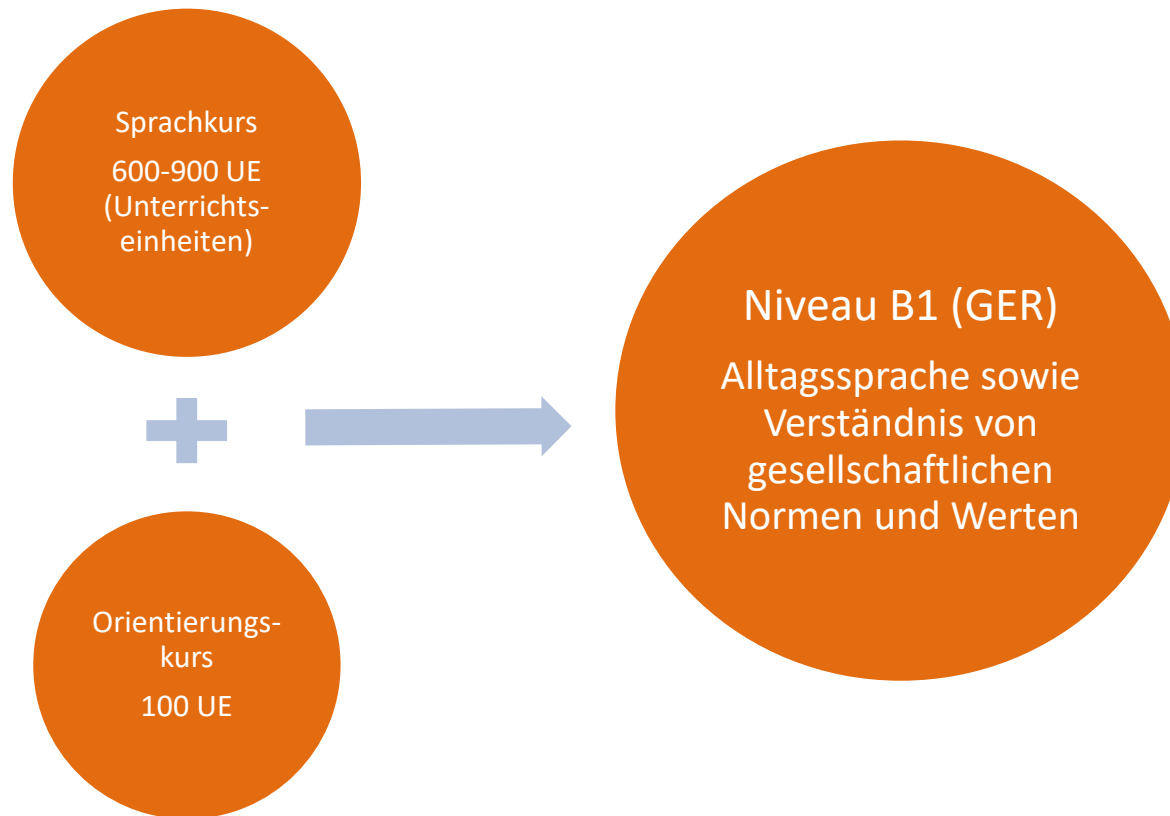 Sprachkurs
600-900 UE
(Unterrichts-
einheiten)
Orientierungs-
kurs
100 UE
Niveau B1 (GER)
Alltagssprache sowie
Verständnis von
gesellschaftlichen
Normen und Werten